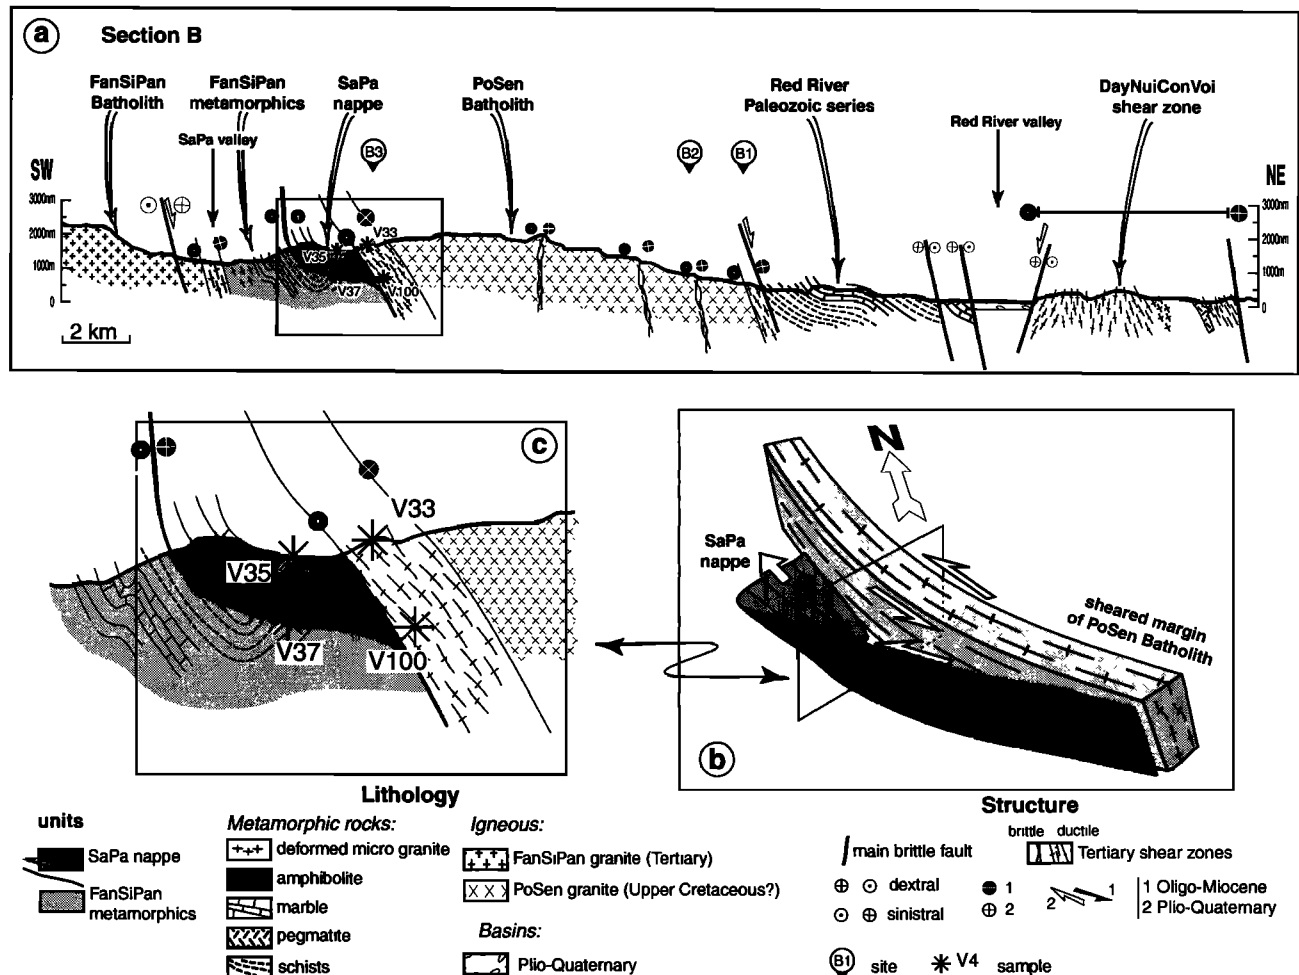 a Section B
FanSiPan
Batholith
FanSiPan
metamorphics
SaPa
nappe
PoSen
Batholith
Red River
Paleozoic series
DayNuiConVoi
shear zone
SaPa valley
Red River valley
B3
B2
B1
SW
NE
3000m
2000m
1000m
0
3000m
2000m
1000m
0
V33
V35
V37
V100
2 km
c
V33
V35
V37
V100
N
SaPa
nappe
sheared margin
of PoSen Batholith
b
Lithology
units
SaPa nappe
FanSiPan
metamorphics
Metamorphic rocks:
deformed micro granite
amphibolite
marble
pegmatite
schists
Igneous:
FanSiPan granite (Tertiary)
PoSen granite (Upper Cretaceous?)
Basins:
Plio-Quaternary
Structure
brittle ductile
main brittle fault
Tertiary shear zones
dextral
sinistral
1
2
2 1
1 Oligo-Miocene
2 Plio-Quaternary
B1 site
V4 sample